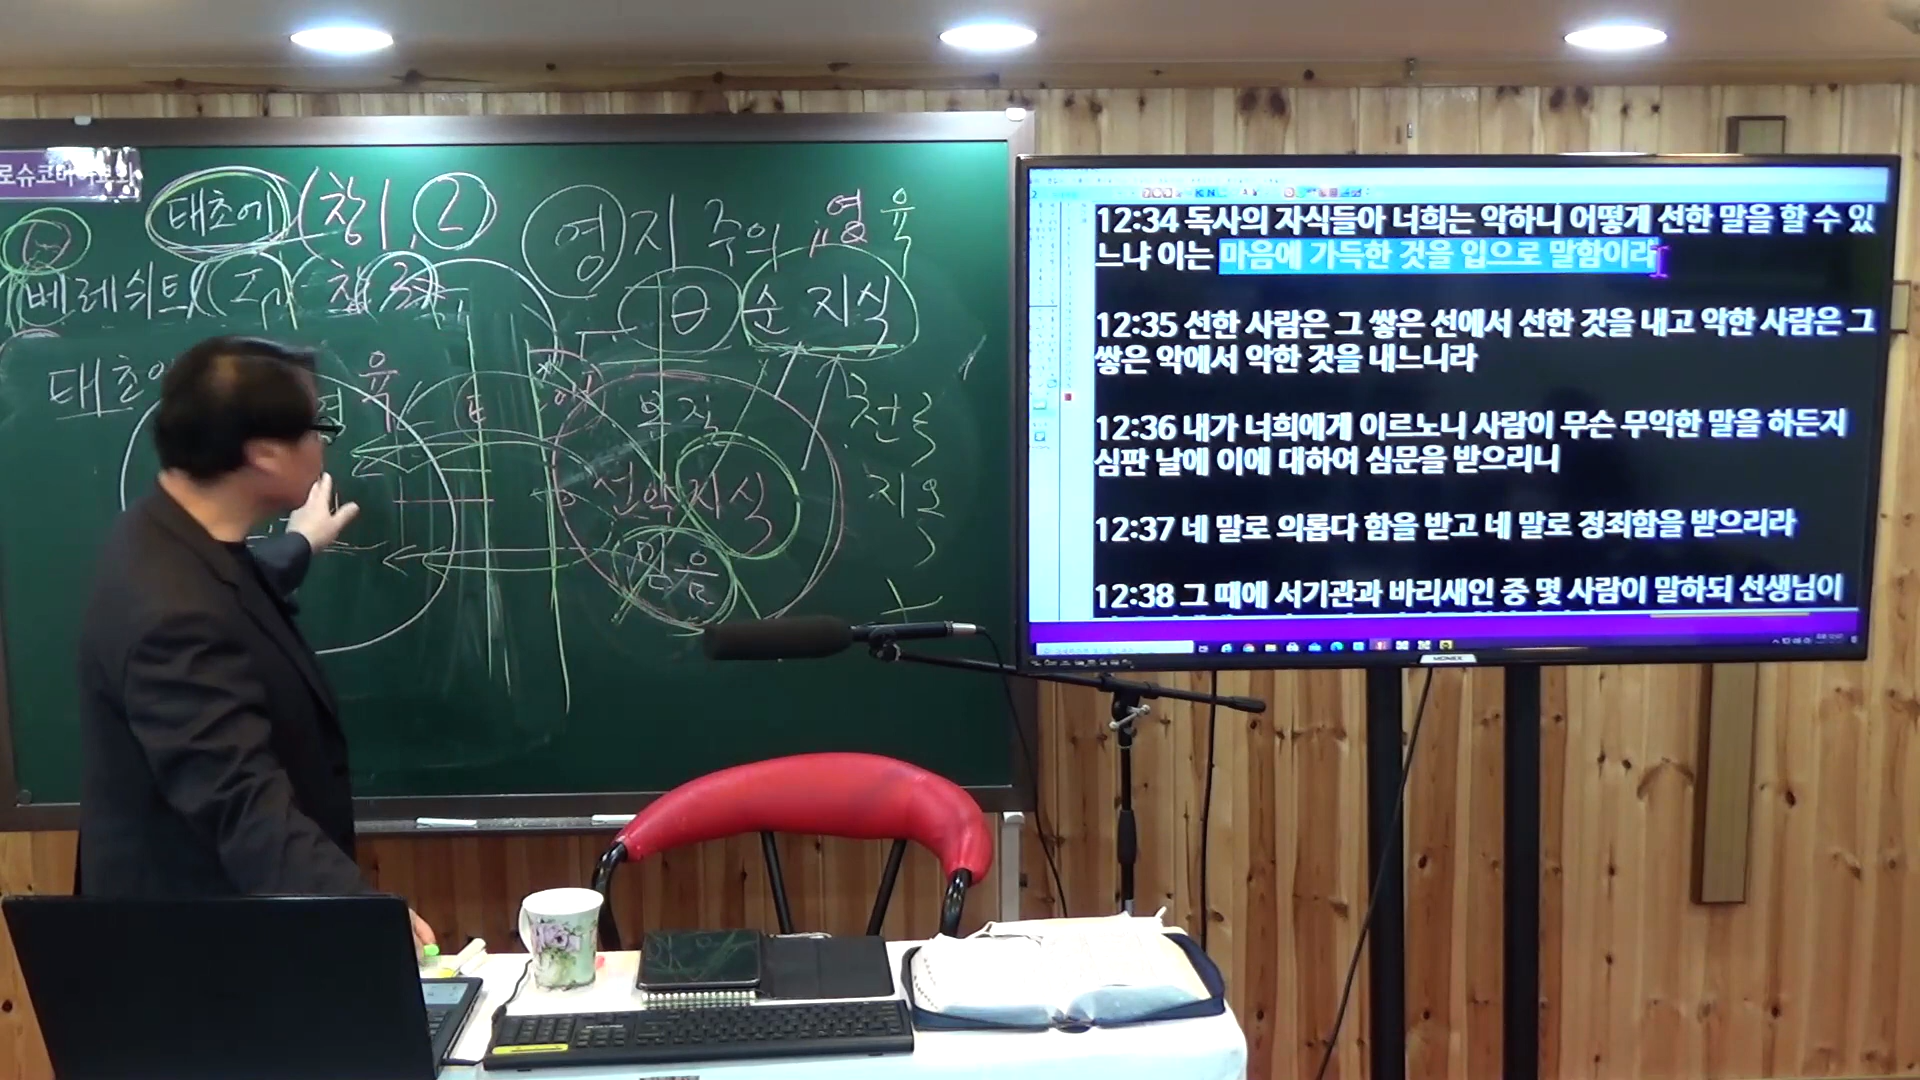 태초에 (창1, 2
영지 주의 영 육
베레쉬트
순 지식
태초에
육
선악 지식
천국
지옥
믿음
12:34 독사의 자식들아 너희는 악하니 어떻게 선한 말을 할 수 있
느냐 이는 마음에 가득한 것을 입으로 말함이라
12:35 선한 사람은 그 쌓은 선에서 선한 것을 내고 악한 사람은 그
쌓은 악에서 악한 것을 내느니라
12:36 내가 너희에게 이르노니 사람이 무슨 무익한 말을 하든지
심판 날에 이에 대하여 심문을 받으리니
12:37 네 말로 의롭다 함을 받고 네 말로 정죄함을 받으리라
12:38 그 때에 서기관과 바리새인 중 몇 사람이 말하되 선생님이